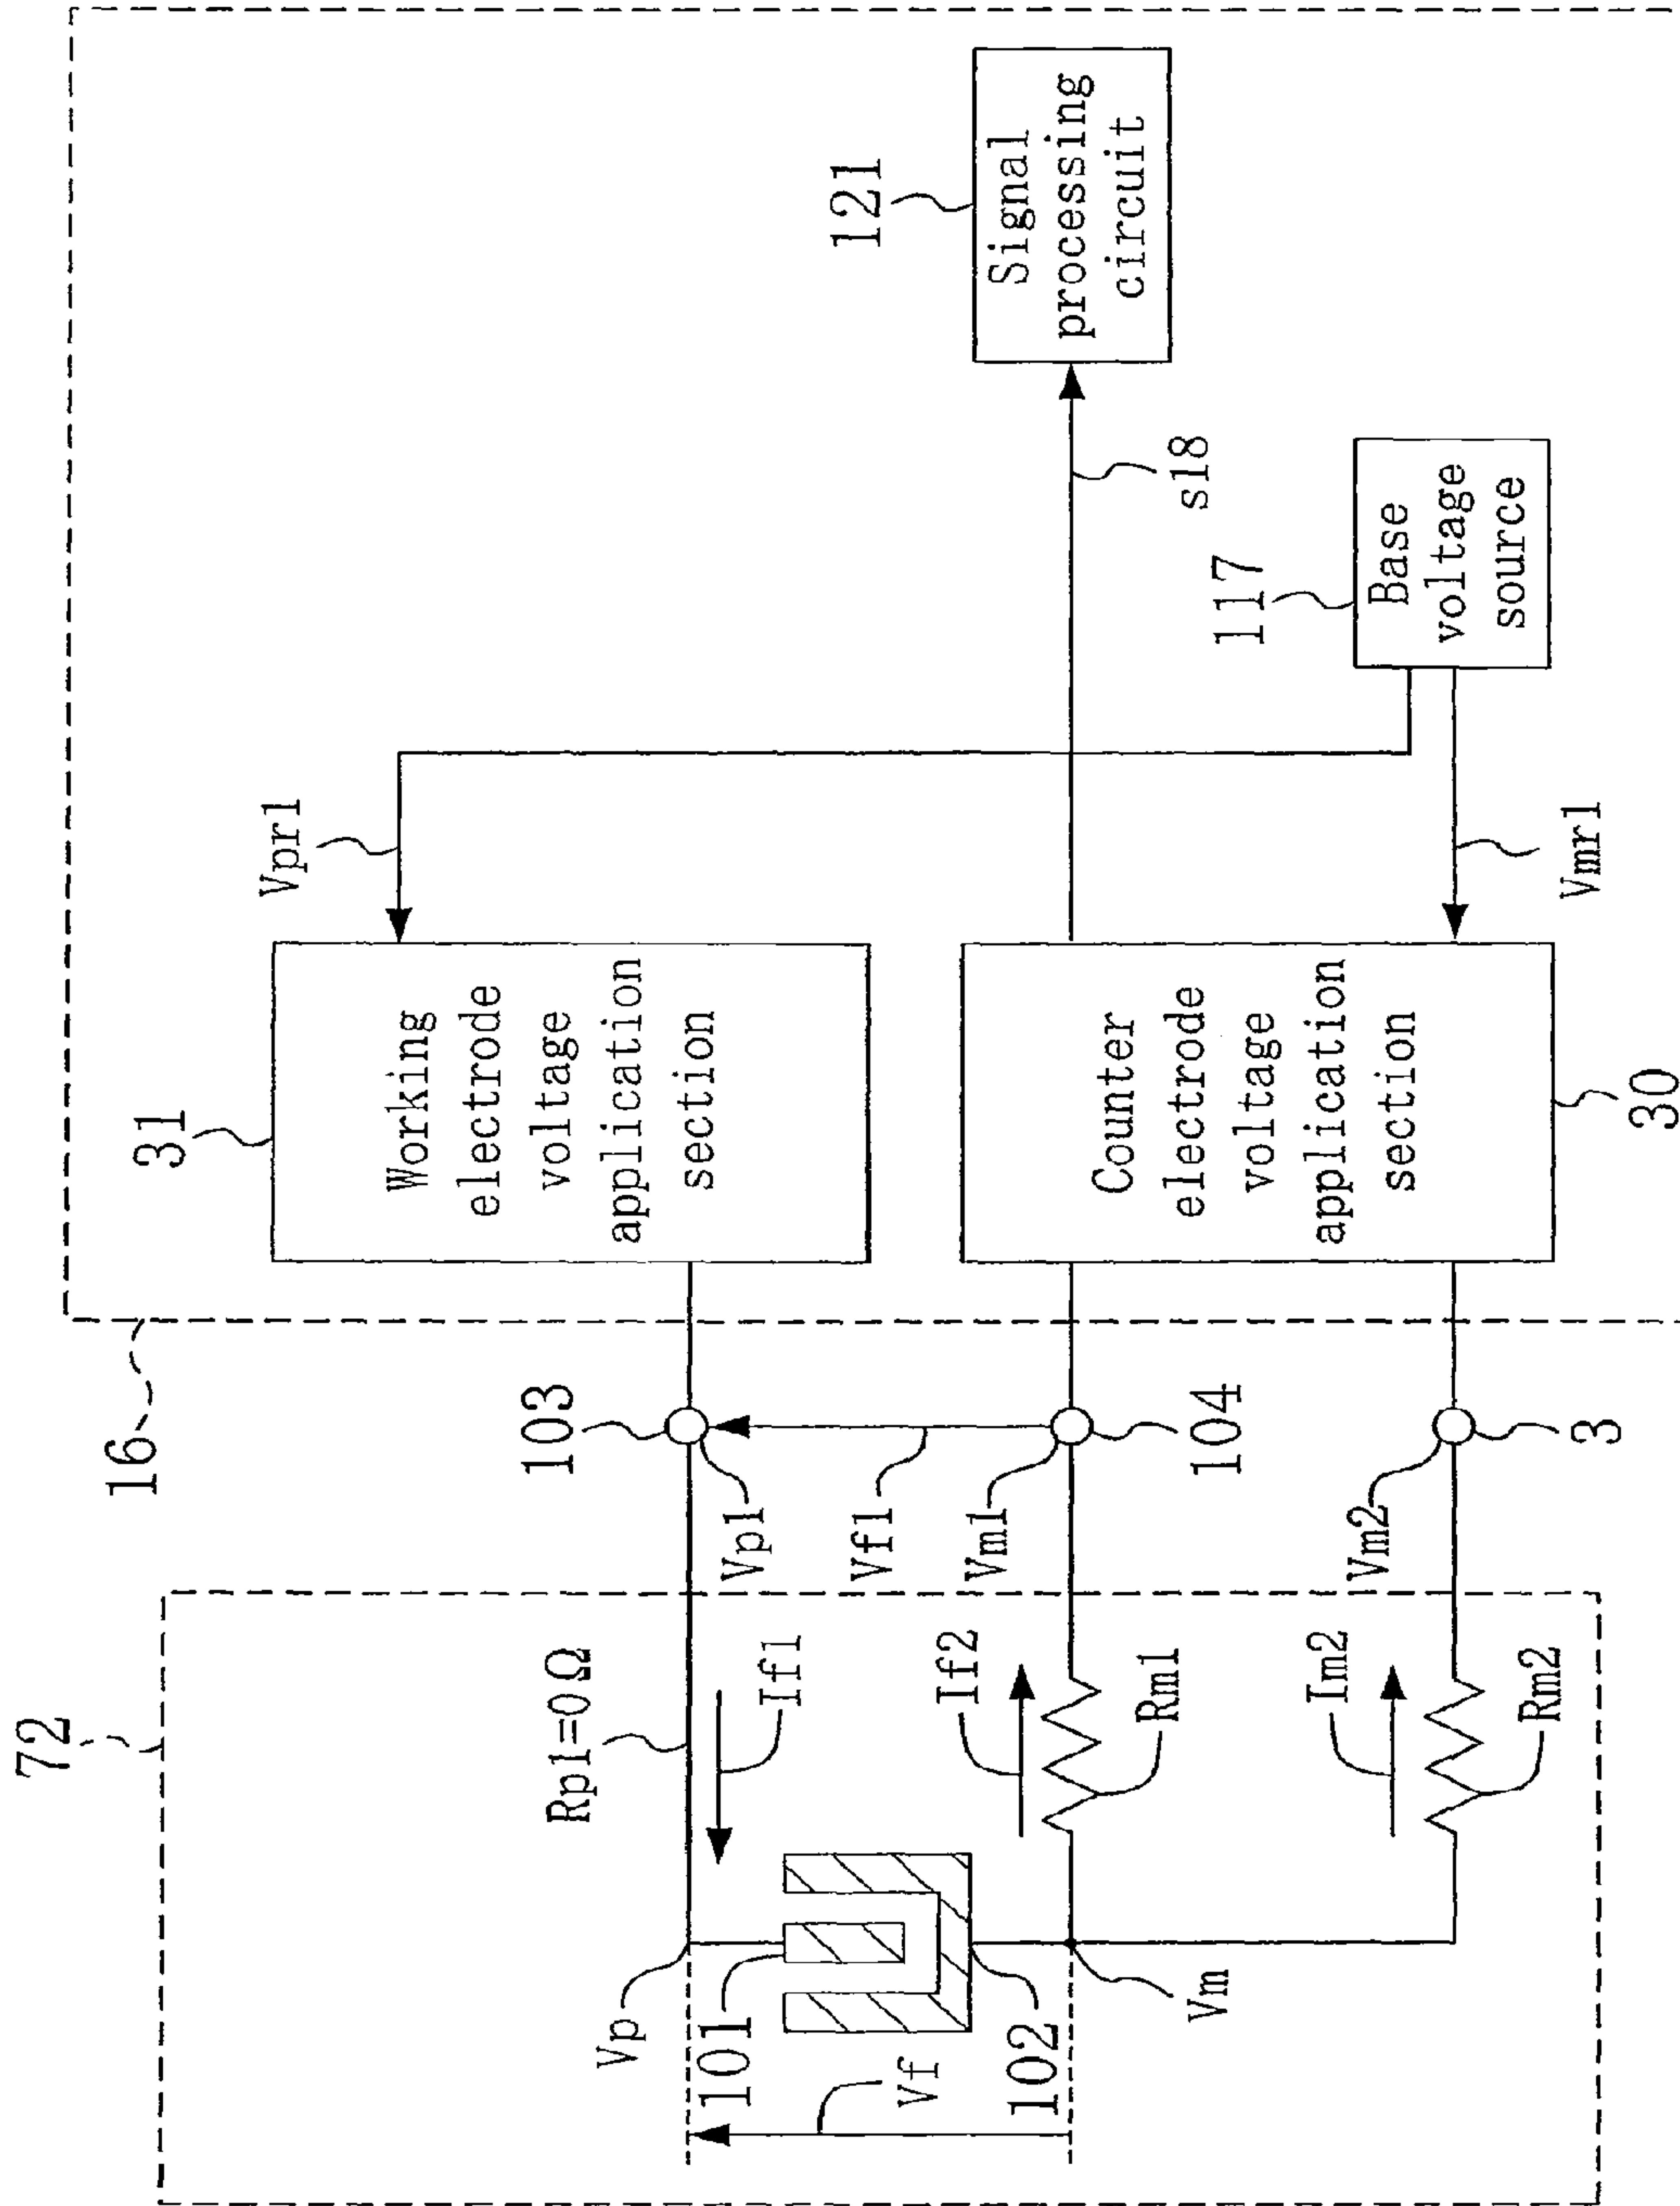 72
16
Rp1=0Ω
If1
Vp
101
Vf
102
Vm
If2
Rm1
Im2
Rm2
103
Vp1
Vf1
Vm1
104
Vm2
3
31
Working
electrode
voltage
application
section
Counter
electrode
voltage
application
section
30
Vpr1
Vmr1
s18
117
Base
voltage
source
121
Signal
processing
circuit